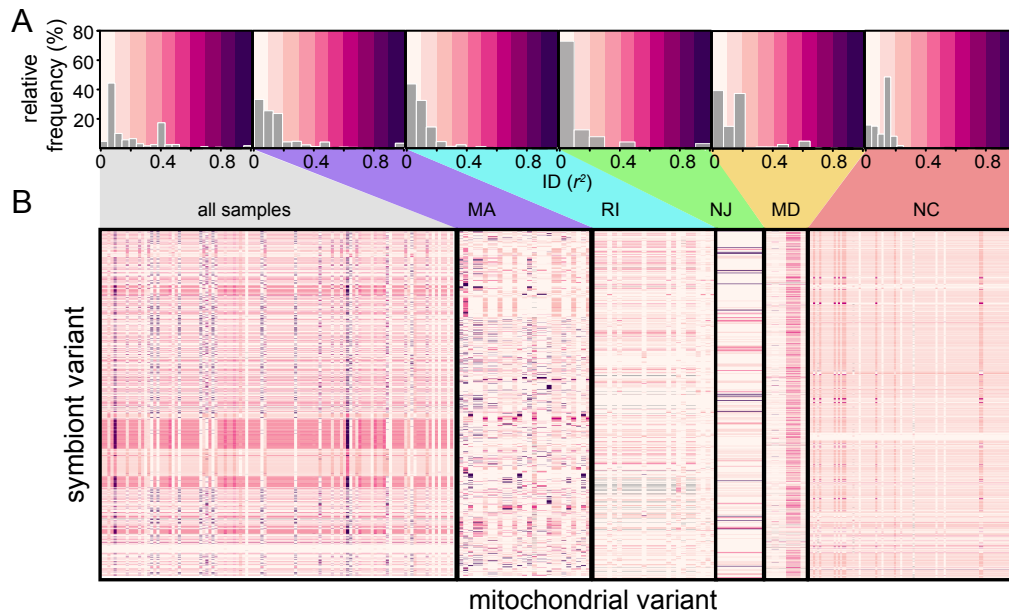 A
relative
frequency (%)
80
60
40
20
0 0.4 0.8 0 0.4 0.8 0 0.4 0.8 0 0.4 0.8 0 0.4 0.8 0 0.4 0.8
ID (r²)
B
all samples MA RI NJ MD NC
symbiont variant
mitochondrial variant